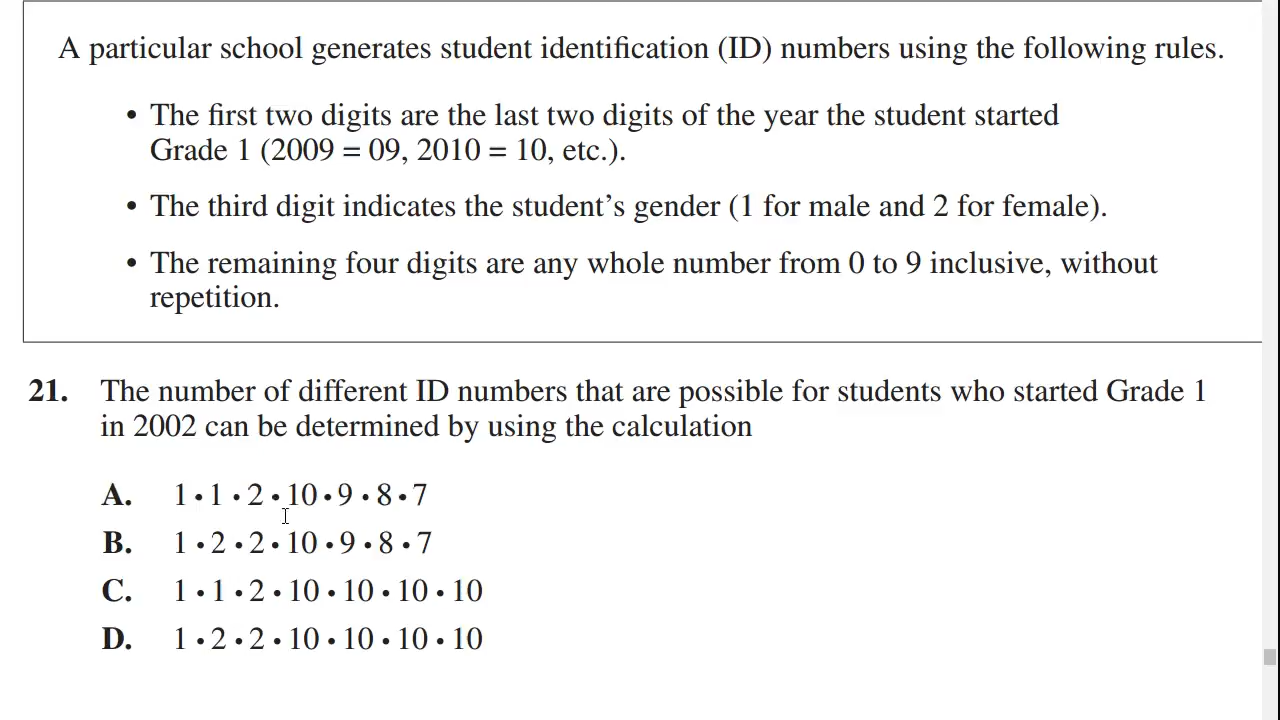 A particular school generates student identification (ID) numbers using the following rules.
• The first two digits are the last two digits of the year the student started
Grade 1 (2009 = 09, 2010 = 10, etc.).
• The third digit indicates the student’s gender (1 for male and 2 for female).
• The remaining four digits are any whole number from 0 to 9 inclusive, without
repetition.
21. The number of different ID numbers that are possible for students who started Grade 1
in 2002 can be determined by using the calculation
A. 1 • 1 • 2 • 10 • 9 • 8 • 7
B. 1 • 2 • 2 • 10 • 9 • 8 • 7
C. 1 • 1 • 2 • 10 • 10 • 10 • 10
D. 1 • 2 • 2 • 10 • 10 • 10 • 10